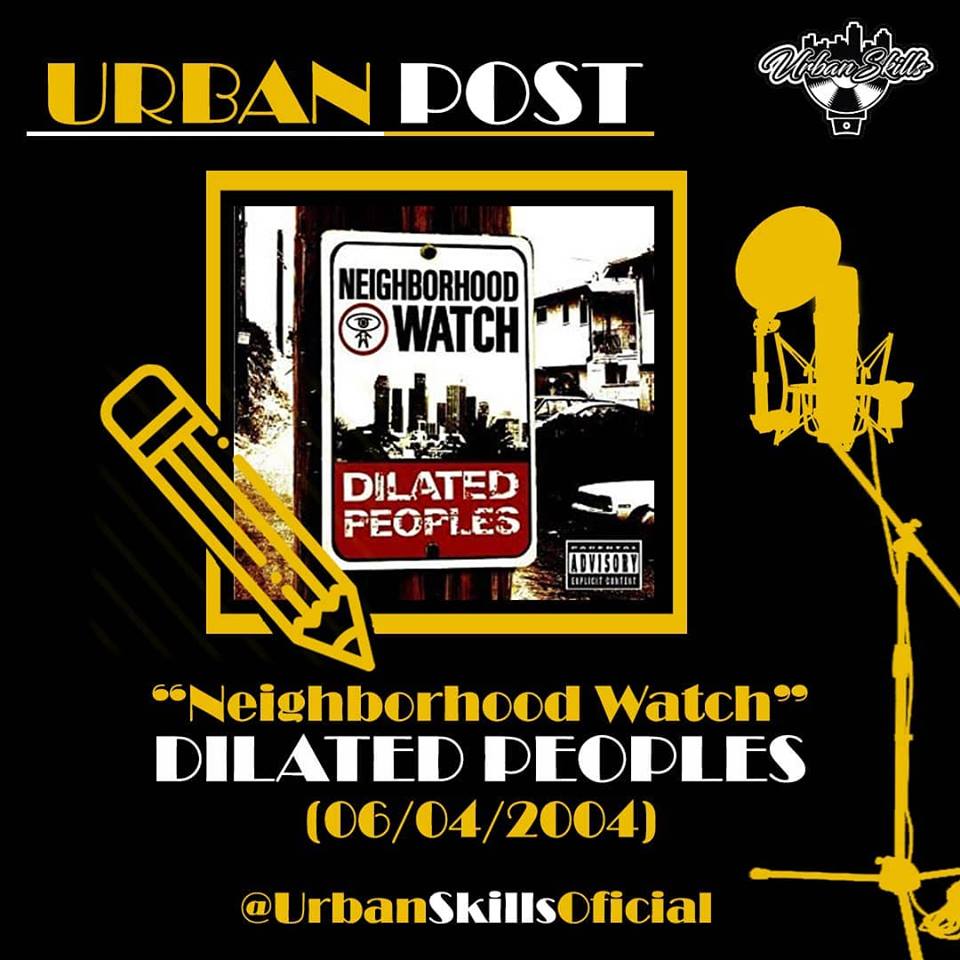 URBAN POST
Urban Skills
NEIGHBORHOOD
WATCH
DILATED
PEOPLES
PARENTAL
ADVISORY
EXPLICIT CONTENT
“Neighborhood Watch”
DILATED PEOPLES
(06/04/2004)
@UrbanSkillsOficial